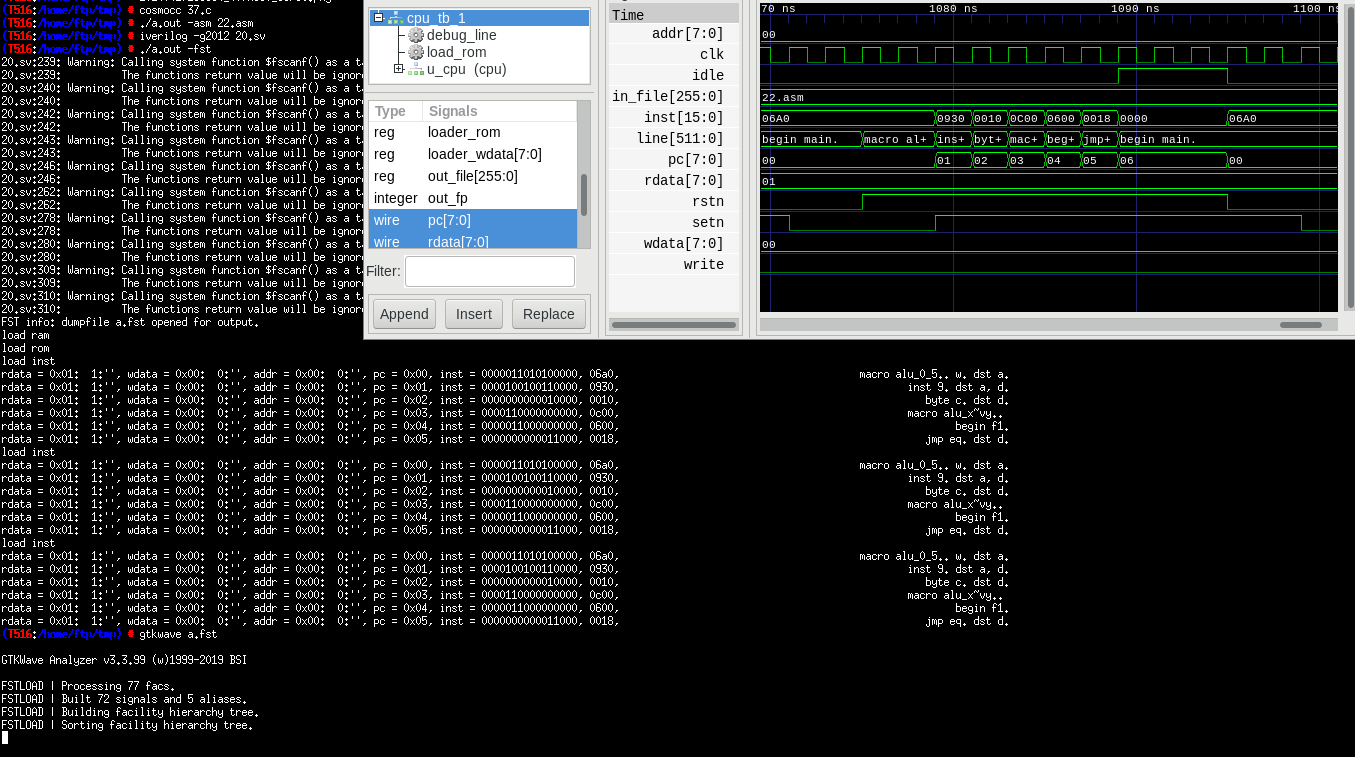 cosmocc 37.c
(T516:/home/ftp/tmp) # ./a.out -asm 22.asm
(T516:/home/ftp/tmp) # iverilog -g2012 20.sv
(T516:/home/ftp/tmp) # ./a.out -fst
20.sv:239: Warning: Calling system function $fscanf() as a ta
20.sv:239:          The functions return value will be ignore
20.sv:240: Warning: Calling system function $fscanf() as a ta
20.sv:240:          The functions return value will be ignore
20.sv:242: Warning: Calling system function $fscanf() as a ta
20.sv:242:          The functions return value will be ignore
20.sv:243: Warning: Calling system function $fscanf() as a ta
20.sv:243:          The functions return value will be ignore
20.sv:246: Warning: Calling system function $fscanf() as a ta
20.sv:246:          The functions return value will be ignore
20.sv:262: Warning: Calling system function $fscanf() as a ta
20.sv:262:          The functions return value will be ignore
20.sv:278: Warning: Calling system function $fscanf() as a ta
20.sv:278:          The functions return value will be ignore
20.sv:280: Warning: Calling system function $fscanf() as a ta
20.sv:280:          The functions return value will be ignore
20.sv:309: Warning: Calling system function $fscanf() as a ta
20.sv:309:          The functions return value will be ignore
20.sv:310: Warning: Calling system function $fscanf() as a ta
20.sv:310:          The functions return value will be ignore
FST info: dumpfile a.fst opened for output.
load ram
load rom
load inst
rdata = 0x01:  1:'', wdata = 0x00:  0:'', addr = 0x00:  0:'', pc = 0x00, inst = 0000011010100000, 06a0, macro alu_0_5.. w. dst a.
rdata = 0x01:  1:'', wdata = 0x00:  0:'', addr = 0x00:  0:'', pc = 0x01, inst = 0000100100110000, 0930, inst 9. dst a, d.
rdata = 0x01:  1:'', wdata = 0x00:  0:'', addr = 0x00:  0:'', pc = 0x02, inst = 0000000000010000, 0010, byte c. dst d.
rdata = 0x01:  1:'', wdata = 0x00:  0:'', addr = 0x00:  0:'', pc = 0x03, inst = 0000110000000000, 0c00, macro alu_x~vy..
rdata = 0x01:  1:'', wdata = 0x00:  0:'', addr = 0x00:  0:'', pc = 0x04, inst = 0000011000000000, 0600, begin f1.
rdata = 0x01:  1:'', wdata = 0x00:  0:'', addr = 0x00:  0:'', pc = 0x05, inst = 0000000000011000, 0018, jmp eq. dst d.
load inst
rdata = 0x01:  1:'', wdata = 0x00:  0:'', addr = 0x00:  0:'', pc = 0x00, inst = 0000011010100000, 06a0, macro alu_0_5.. w. dst a.
rdata = 0x01:  1:'', wdata = 0x00:  0:'', addr = 0x00:  0:'', pc = 0x01, inst = 0000100100110000, 0930, inst 9. dst a, d.
rdata = 0x01:  1:'', wdata = 0x00:  0:'', addr = 0x00:  0:'', pc = 0x02, inst = 0000000000010000, 0010, byte c. dst d.
rdata = 0x01:  1:'', wdata = 0x00:  0:'', addr = 0x00:  0:'', pc = 0x03, inst = 0000110000000000, 0c00, macro alu_x~vy..
rdata = 0x01:  1:'', wdata = 0x00:  0:'', addr = 0x00:  0:'', pc = 0x04, inst = 0000011000000000, 0600, begin f1.
rdata = 0x01:  1:'', wdata = 0x00:  0:'', addr = 0x00:  0:'', pc = 0x05, inst = 0000000000011000, 0018, jmp eq. dst d.
load inst
rdata = 0x01:  1:'', wdata = 0x00:  0:'', addr = 0x00:  0:'', pc = 0x00, inst = 0000011010100000, 06a0, macro alu_0_5.. w. dst a.
rdata = 0x01:  1:'', wdata = 0x00:  0:'', addr = 0x00:  0:'', pc = 0x01, inst = 0000100100110000, 0930, inst 9. dst a, d.
rdata = 0x01:  1:'', wdata = 0x00:  0:'', addr = 0x00:  0:'', pc = 0x02, inst = 0000000000010000, 0010, byte c. dst d.
rdata = 0x01:  1:'', wdata = 0x00:  0:'', addr = 0x00:  0:'', pc = 0x03, inst = 0000110000000000, 0c00, macro alu_x~vy..
rdata = 0x01:  1:'', wdata = 0x00:  0:'', addr = 0x00:  0:'', pc = 0x04, inst = 0000011000000000, 0600, begin f1.
rdata = 0x01:  1:'', wdata = 0x00:  0:'', addr = 0x00:  0:'', pc = 0x05, inst = 0000000000011000, 0018, jmp eq. dst d.
(T516:/home/ftp/tmp) # gtkwave a.fst
GTKWave Analyzer v3.3.99 (w)1999-2019 BSI
FSTLOAD | Processing 77 facs.
FSTLOAD | Built 72 signals and 5 aliases.
FSTLOAD | Building facility hierarchy tree.
FSTLOAD | Sorting facility hierarchy tree.
cpu_tb_1
debug_line
load_rom
u_cpu (cpu)
Type Signals
reg loader_rom
reg loader_wdata[7:0]
reg out_file[255:0]
integer out_fp
wire pc[7:0]
wire rdata[7:0]
Filter:
Append Insert Replace
Time
addr[7:0]
clk
idle
in_file[255:0]
inst[15:0]
line[511:0]
pc[7:0]
rdata[7:0]
rstn
setn
wdata[7:0]
write
70 ns 1080 ns 1090 ns 1100 ns
00
22.asm
06A0 0930 0010 0C00 0600 0018 0000 06A0
begin main. macro al+ ins+ byt+ mac+ beg+ jmp+ begin main.
00 01 02 03 04 05 06 00
01
00